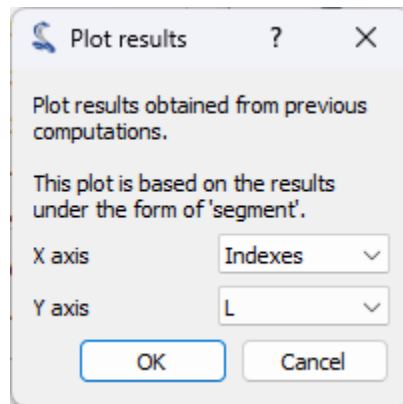 Plot results ?
Plot results obtained from previous
computations.
This plot is based on the results
under the form of 'segment'.
X axis Indexes
Y axis L
OK Cancel